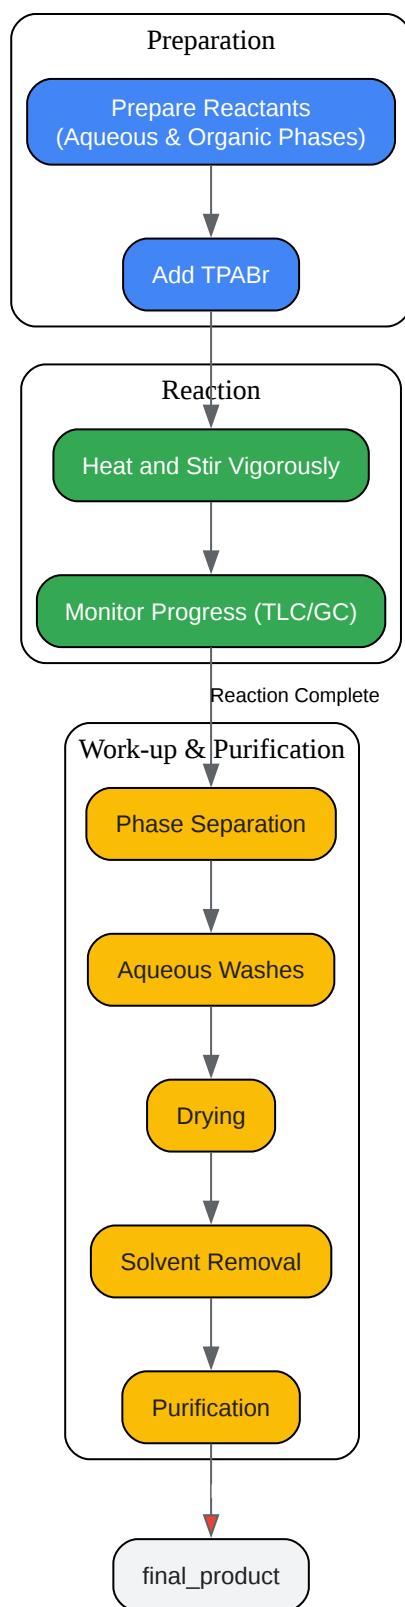 Preparation
Prepare Reactants
(Aqueous & Organic Phases)
Add TPABr
Reaction
Heat and Stir Vigorously
Monitor Progress (TLC/GC)
Reaction Complete
Work-up & Purification
Phase Separation
Aqueous Washes
Drying
Solvent Removal
Purification
final_product